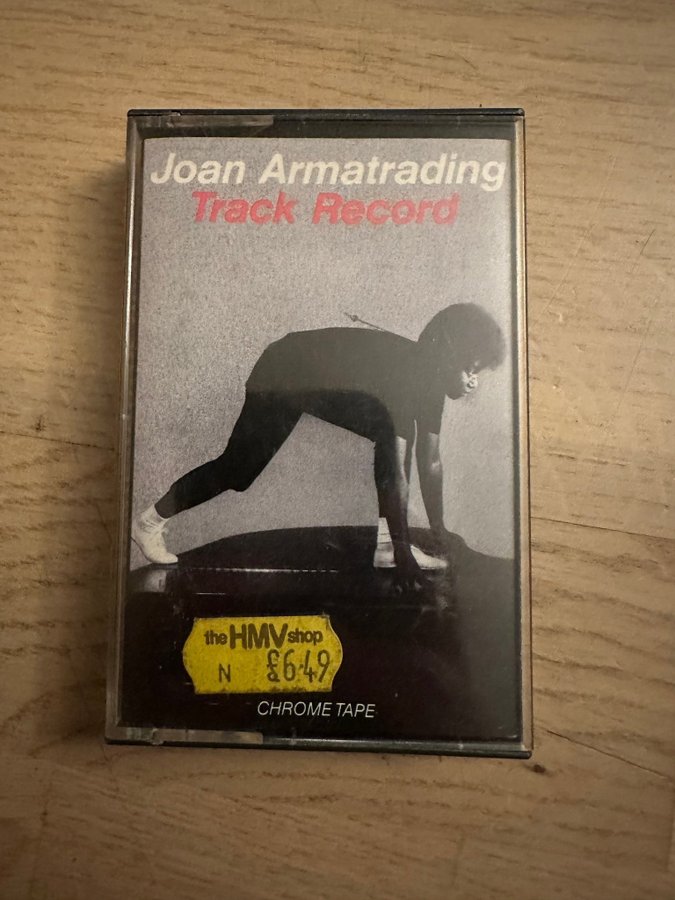 Joan Armatrading
Track Record
the HMV shop
N £6.49
CHROME TAPE